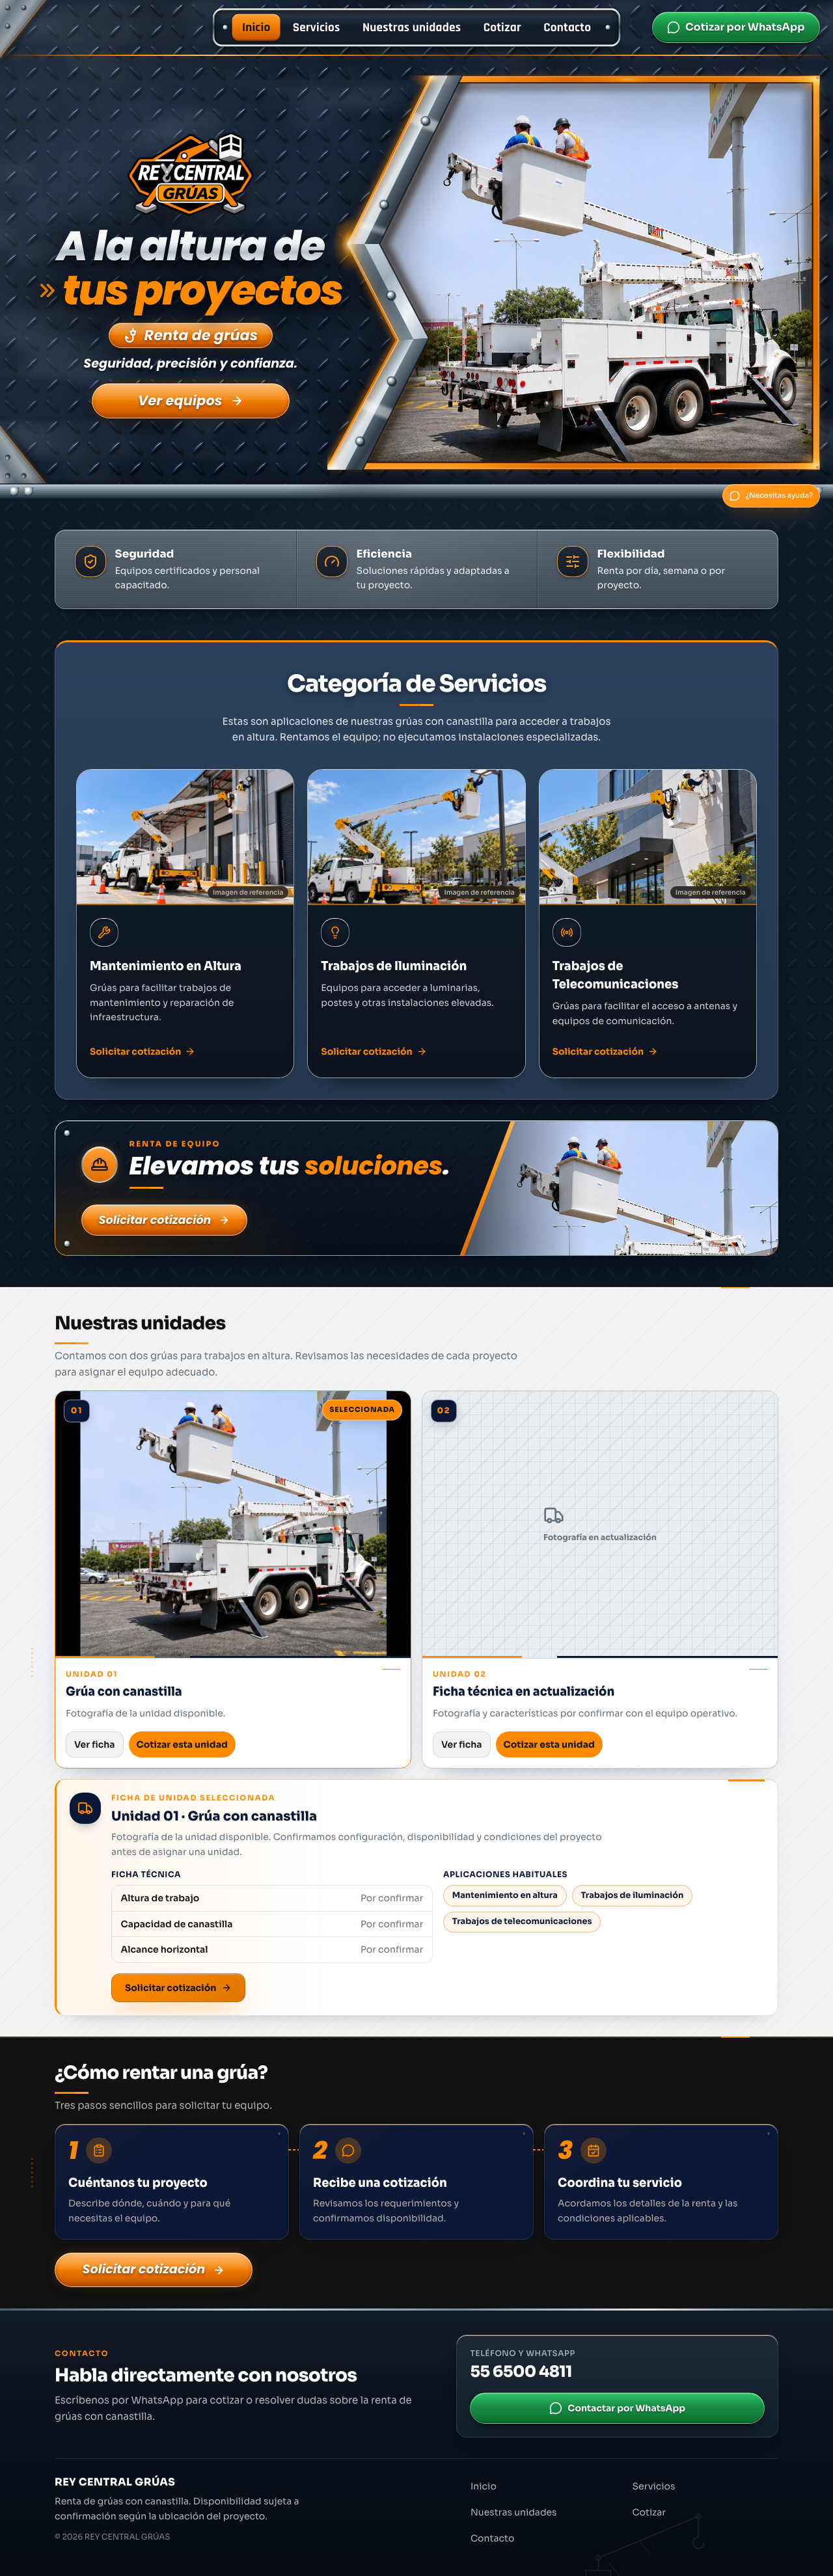 Inicio
Servicios
Nuestras unidades
Cotizar
Contacto
Cotizar por WhatsApp
REY CENTRAL
GRÚAS
A la altura de
» tus proyectos
Renta de grúas
Seguridad, precisión y confianza.
Ver equipos →
¿Necesitas ayuda?
Seguridad
Equipos certificados y personal
capacitado.
Eficiencia
Soluciones rápidas y adaptadas a
tu proyecto.
Flexibilidad
Renta por día, semana o por
proyecto.
Categoría de Servicios
Estas son aplicaciones de nuestras grúas con canastilla para acceder a trabajos
en altura. Rentamos el equipo; no ejecutamos instalaciones especializadas.
Imagen de referencia
Mantenimiento en Altura
Grúas para facilitar trabajos de
mantenimiento y reparación de
infraestructura.
Solicitar cotización →
Imagen de referencia
Trabajos de Iluminación
Equipos para acceder a luminarias,
postes y otras instalaciones elevadas.
Solicitar cotización →
Imagen de referencia
Trabajos de
Telecomunicaciones
Grúas para facilitar el acceso a antenas y
equipos de comunicación.
Solicitar cotización →
RENTA DE EQUIPO
Elevamos tus soluciones.
Solicitar cotización →
Nuestras unidades
Contamos con dos grúas para trabajos en altura. Revisamos las necesidades de cada proyecto
para asignar el equipo adecuado.
01
SELECCIONADA
UNIDAD 01
Grúa con canastilla
Fotografía de la unidad disponible.
Ver ficha
Cotizar esta unidad
02
Fotografía en actualización
UNIDAD 02
Ficha técnica en actualización
Fotografía y características por confirmar con el equipo operativo.
Ver ficha
Cotizar esta unidad
FICHA DE UNIDAD SELECCIONADA
Unidad 01 · Grúa con canastilla
Fotografía de la unidad disponible. Confirmamos configuración, disponibilidad y condiciones del proyecto
antes de asignar una unidad.
FICHA TÉCNICA
Altura de trabajo Por confirmar
Capacidad de canastilla Por confirmar
Alcance horizontal Por confirmar
APLICACIONES HABITUALES
Mantenimiento en altura
Trabajos de iluminación
Trabajos de telecomunicaciones
Solicitar cotización →
¿Cómo rentar una grúa?
Tres pasos sencillos para solicitar tu equipo.
1
Cuéntanos tu proyecto
Describe dónde, cuándo y para qué
necesitas el equipo.
2
Recibe una cotización
Revisamos los requerimientos y
confirmamos disponibilidad.
3
Coordina tu servicio
Acordamos los detalles de la renta y las
condiciones aplicables.
Solicitar cotización →
CONTACTO
Habla directamente con nosotros
Escríbenos por WhatsApp para cotizar o resolver dudas sobre la renta de
grúas con canastilla.
TELÉFONO Y WHATSAPP
55 6500 4811
Contactar por WhatsApp
REY CENTRAL GRÚAS
Renta de grúas con canastilla. Disponibilidad sujeta a
confirmación según la ubicación del proyecto.
© 2026 REY CENTRAL GRÚAS
Inicio
Servicios
Nuestras unidades
Cotizar
Contacto